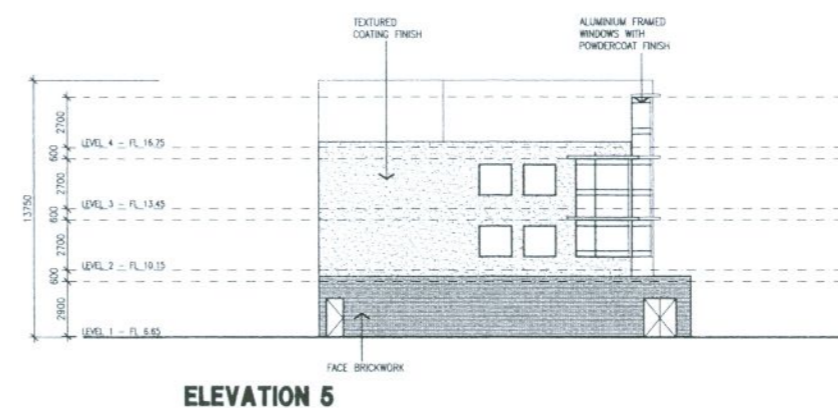 TEXTURED
COATING FINISH
ALUMINIUM FRAMED
WINDOWS WITH
POWDERCOAT FINISH
2700
LEVEL 4 - FL 16.75
600
2700
13750
LEVEL 3 - FL 13.45
600
2700
LEVEL 2 - FL 10.15
600
2900
LEVEL 1 - FL 6.65
FACE BRICKWORK
ELEVATION 5